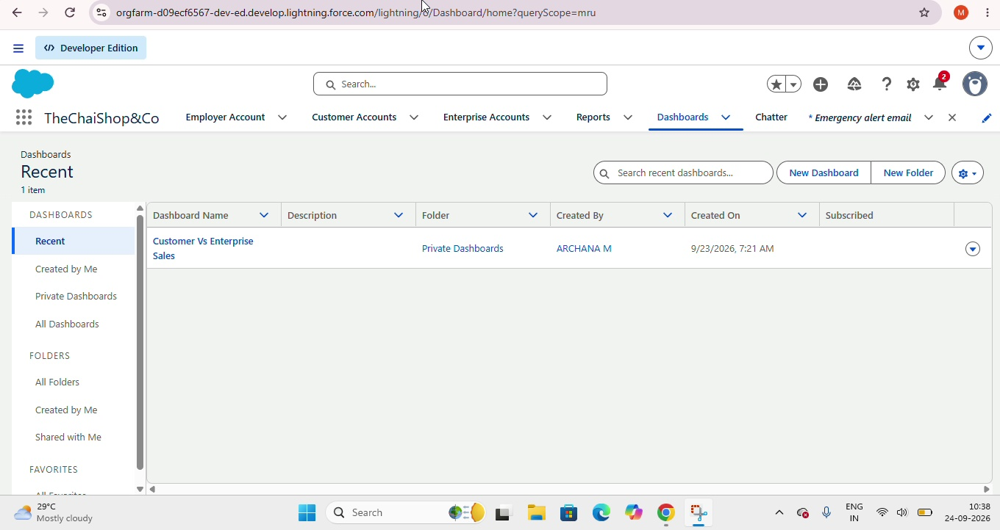 orgfarm-d09ecf6567-dev-ed.develop.lightning.force.com/lightning/o/Dashboard/home?queryScope=mru
M
</> Developer Edition
Search...
2
TheChaiShop&Co
Employer Account
Customer Accounts
Enterprise Accounts
Reports
Dashboards
Chatter
* Emergency alert email
Dashboards
Recent
1 item
Search recent dashboards...
New Dashboard
New Folder
DASHBOARDS
Recent
Created by Me
Private Dashboards
All Dashboards
FOLDERS
All Folders
Created by Me
Shared with Me
FAVORITES
All Favorites
Dashboard Name
Description
Folder
Created By
Created On
Subscribed
Customer Vs Enterprise
Sales
Private Dashboards
ARCHANA M
9/23/2026, 7:21 AM
29°C
Mostly cloudy
Search
ENG
IN
10:38
24-09-2026